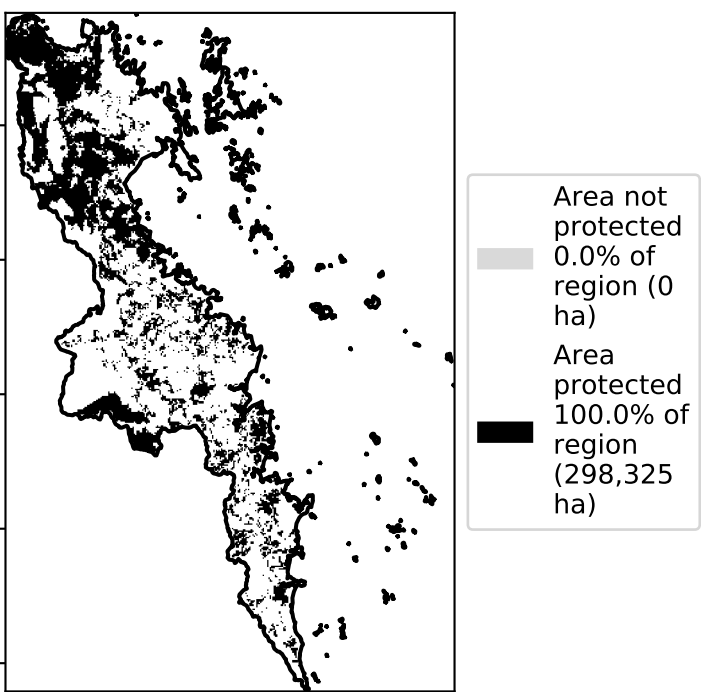 Area not
protected
0.0% of
region (0
ha)
Area
protected
100.0% of
region
(298,325
ha)